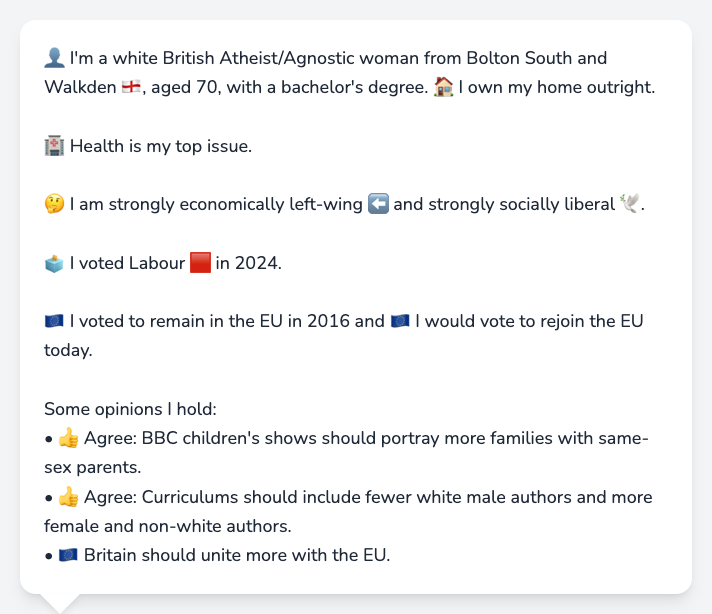 👤 I'm a white British Atheist/Agnostic woman from Bolton South and
Walkden 🏴󠁧󠁢󠁥󠁮󠁧󠁿, aged 70, with a bachelor's degree. 🏠 I own my home outright.
🏥 Health is my top issue.
🤔 I am strongly economically left-wing ⬅️ and strongly socially liberal 🕊️.
🗳️ I voted Labour 🟥 in 2024.
🇪🇺 I voted to remain in the EU in 2016 and 🇪🇺 I would vote to rejoin the EU
today.
Some opinions I hold:
• 👍 Agree: BBC children's shows should portray more families with same-
sex parents.
• 👍 Agree: Curriculums should include fewer white male authors and more
female and non-white authors.
• 🇪🇺 Britain should unite more with the EU.